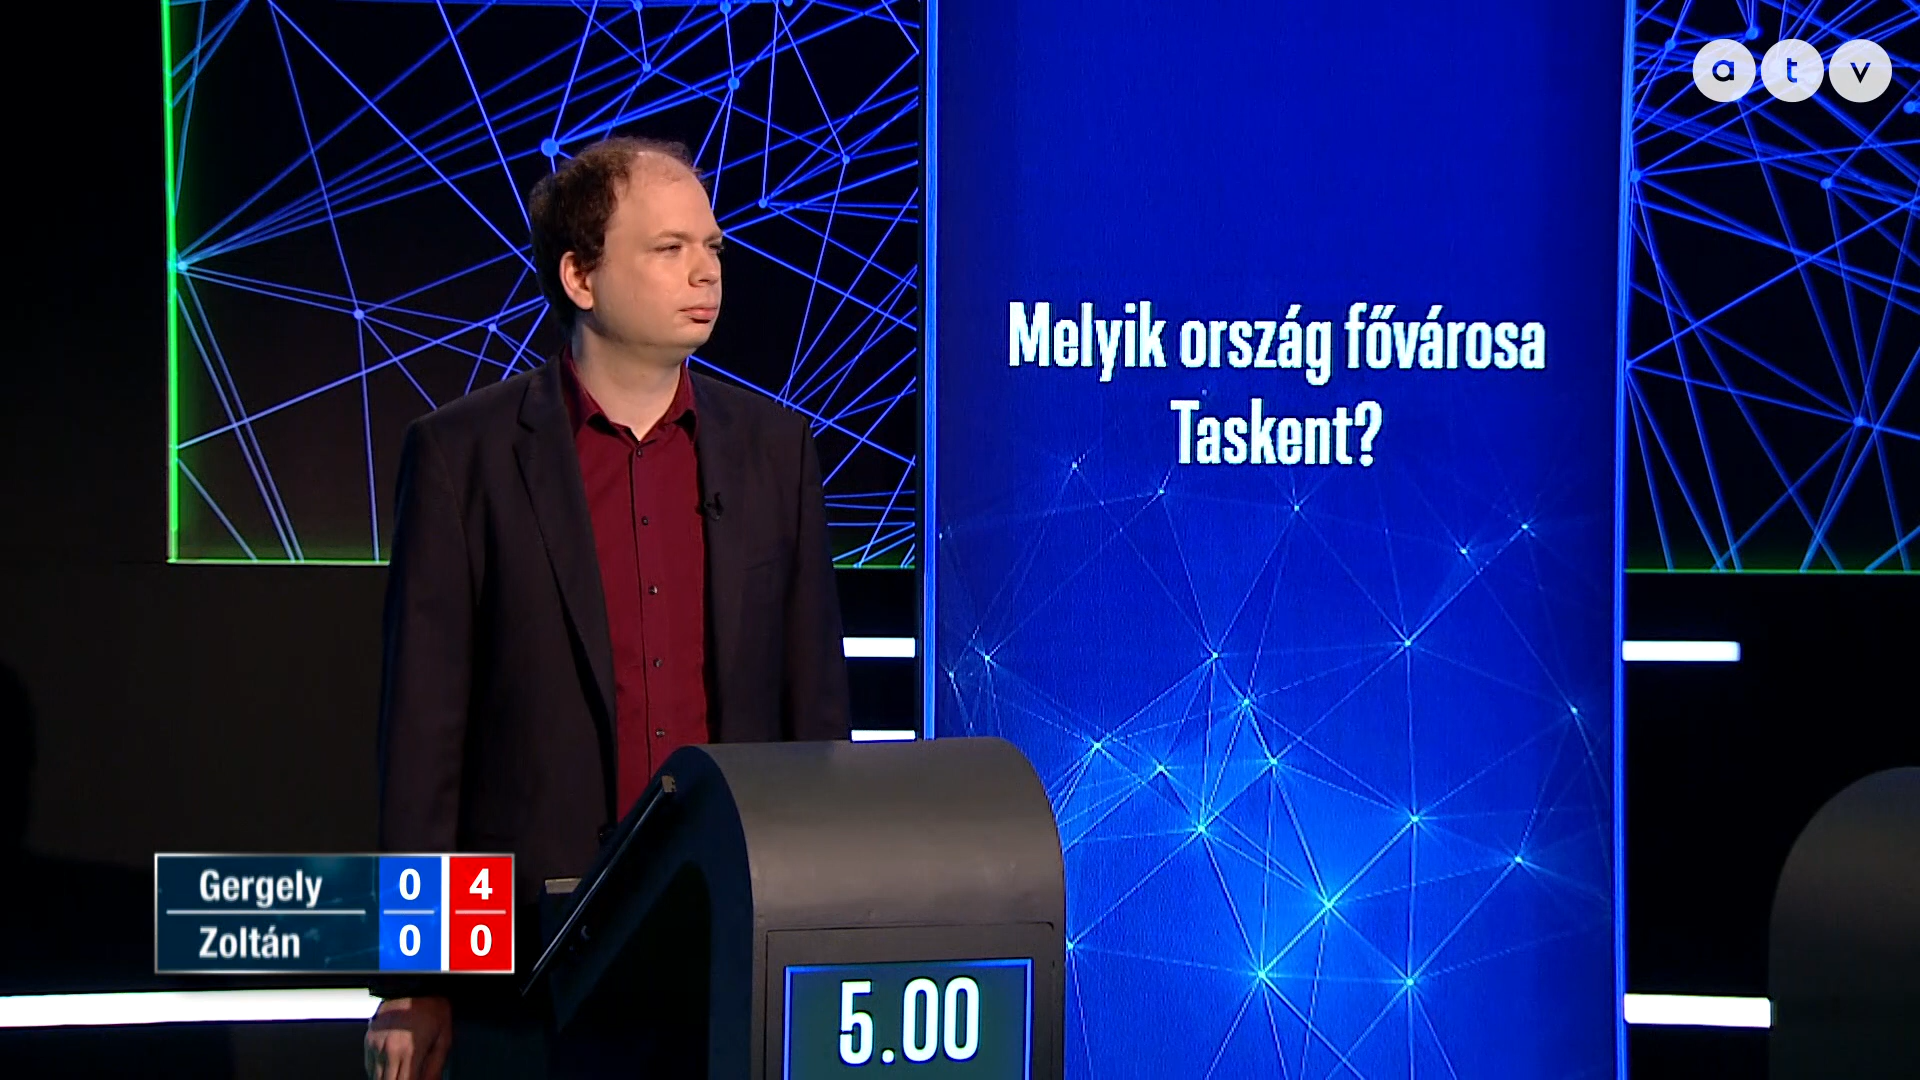 atv
Melyik ország fővárosa
Taskent?
Gergely 0 4
Zoltán 0 0
5.00